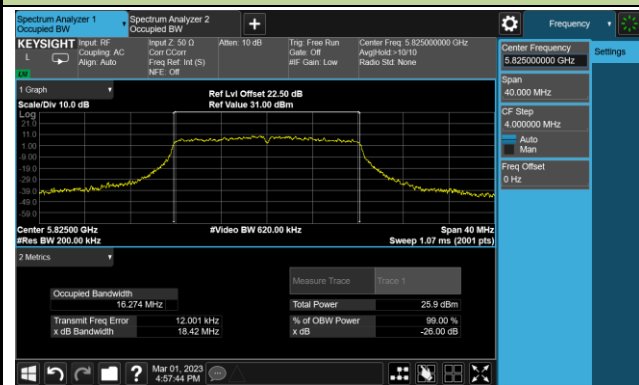 Spectrum Analyzer 1
Occupied BW
Spectrum Analyzer 2
Occupied BW
+
Frequency
KEYSIGHT
L
Input: RF
Coupling: AC
Align: Auto
Input Z: 50 Ω
Corr CCorr
Freq Ref: Int (S)
NFE: Off
Atten: 10 dB
Trig: Free Run
Gate: Off
#IF Gain: Low
Center Freq: 5.825000000 GHz
Avg|Hold:>10/10
Radio Std: None
Center Frequency
5.825000000 GHz
Settings
Span
40.000 MHz
CF Step
4.000000 MHz
Auto
Man
Freq Offset
0 Hz
1 Graph
Scale/Div 10.0 dB
Ref Lvl Offset 22.50 dB
Ref Value 31.00 dBm
Log
21.0
11.0
1.00
-9.00
-19.0
-29.0
-39.0
-49.0
-59.0
Center 5.82500 GHz
#Res BW 200.00 kHz
#Video BW 620.00 kHz
Span 40 MHz
Sweep 1.07 ms (2001 pts)
2 Metrics
Measure Trace
Trace 1
Occupied Bandwidth
16.274 MHz
Total Power
25.9 dBm
Transmit Freq Error
12.001 kHz
% of OBW Power
99.00 %
x dB Bandwidth
18.42 MHz
x dB
-26.00 dB
?
Mar 01, 2023
4:57:44 PM